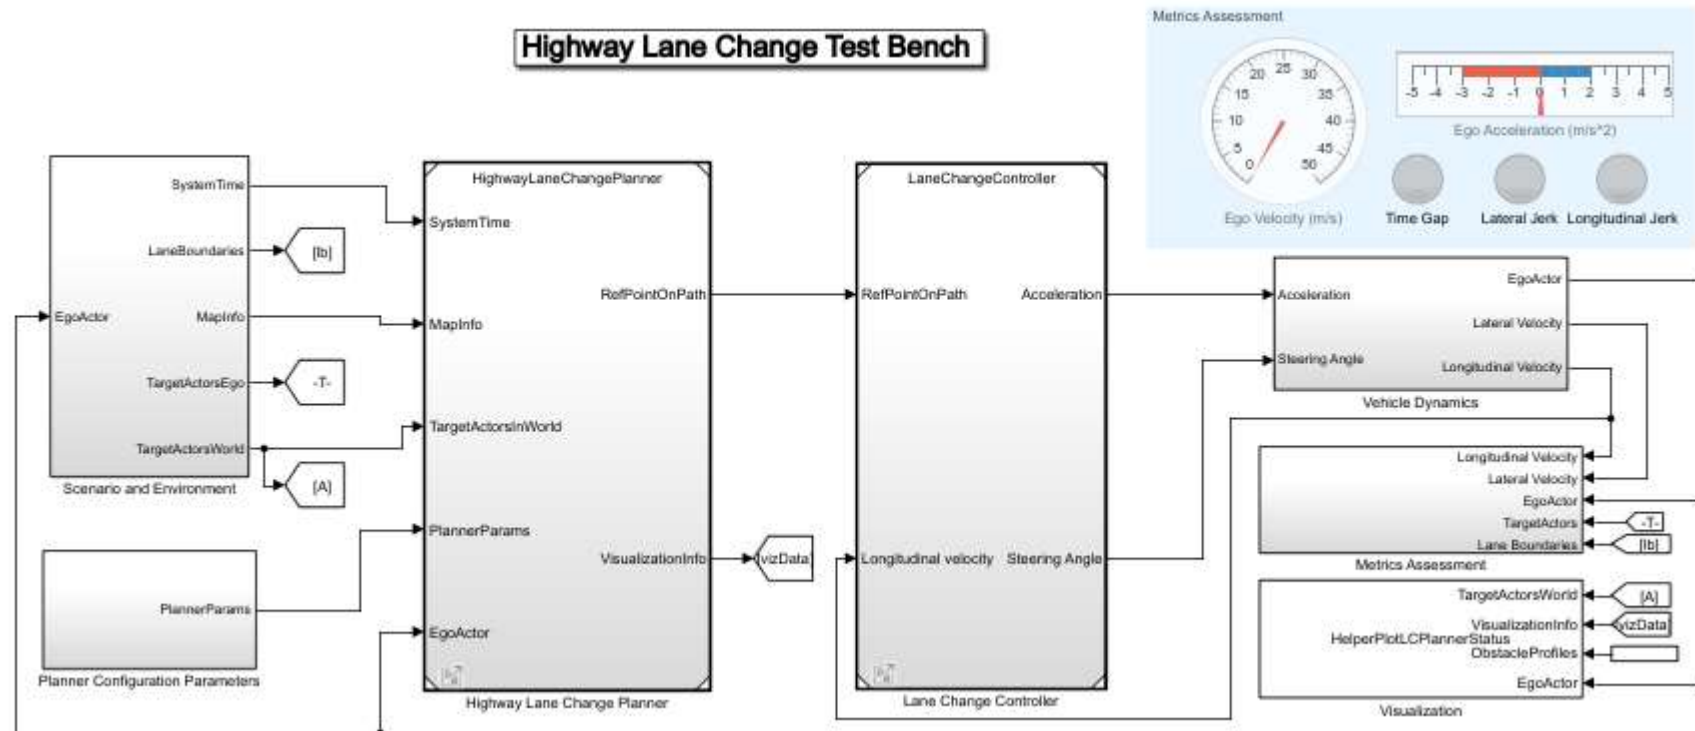 Highway Lane Change Test Bench
Metrics Assessment
0 5 10 15 20 25 30 35 40 45 50
Ego Velocity (m/s)
-5 -4 -3 -2 -1 0 1 2 3 4 5
Ego Acceleration (m/s^2)
Time Gap
Lateral Jerk
Longitudinal Jerk
EgoActor
SystemTime
LaneBoundaries
MapInfo
TargetActorsEgo
TargetActorsWorld
Scenario and Environment
[lb]
-T-
[A]
PlannerParams
Planner Configuration Parameters
HighwayLaneChangePlanner
SystemTime
MapInfo
TargetActorsInWorld
PlannerParams
EgoActor
RefPointOnPath
VisualizationInfo
Highway Lane Change Planner
vizData
LaneChangeController
RefPointOnPath
Longitudinal velocity
Acceleration
Steering Angle
Lane Change Controller
Acceleration
Steering Angle
EgoActor
Lateral Velocity
Longitudinal Velocity
Vehicle Dynamics
Longitudinal Velocity
Lateral Velocity
EgoActor
TargetActors
Lane Boundaries
-T-
[lb]
Metrics Assessment
TargetActorsWorld
VisualizationInfo
HelperPlotLCPlannerStatus
ObstacleProfiles
EgoActor
[A]
vizData
Visualization